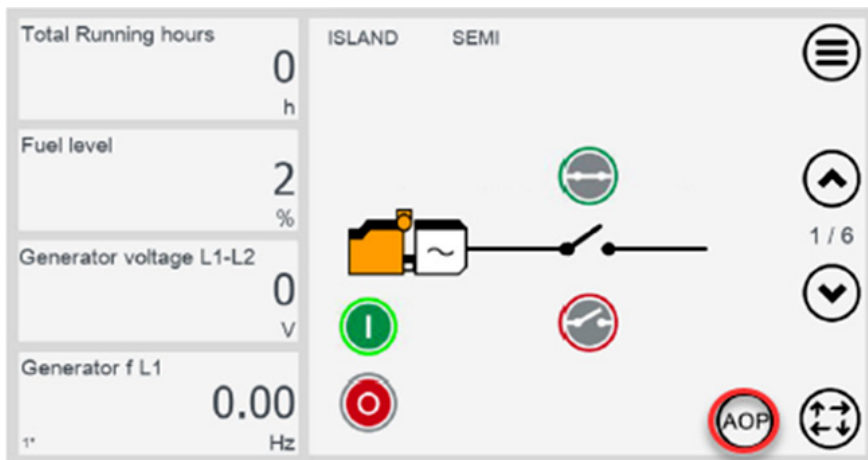 Total Running hours
0
h
Fuel level
2
%
Generator voltage L1-L2
0
V
Generator f L1
0.00
1*
Hz
ISLAND SEMI
1 / 6
AOP